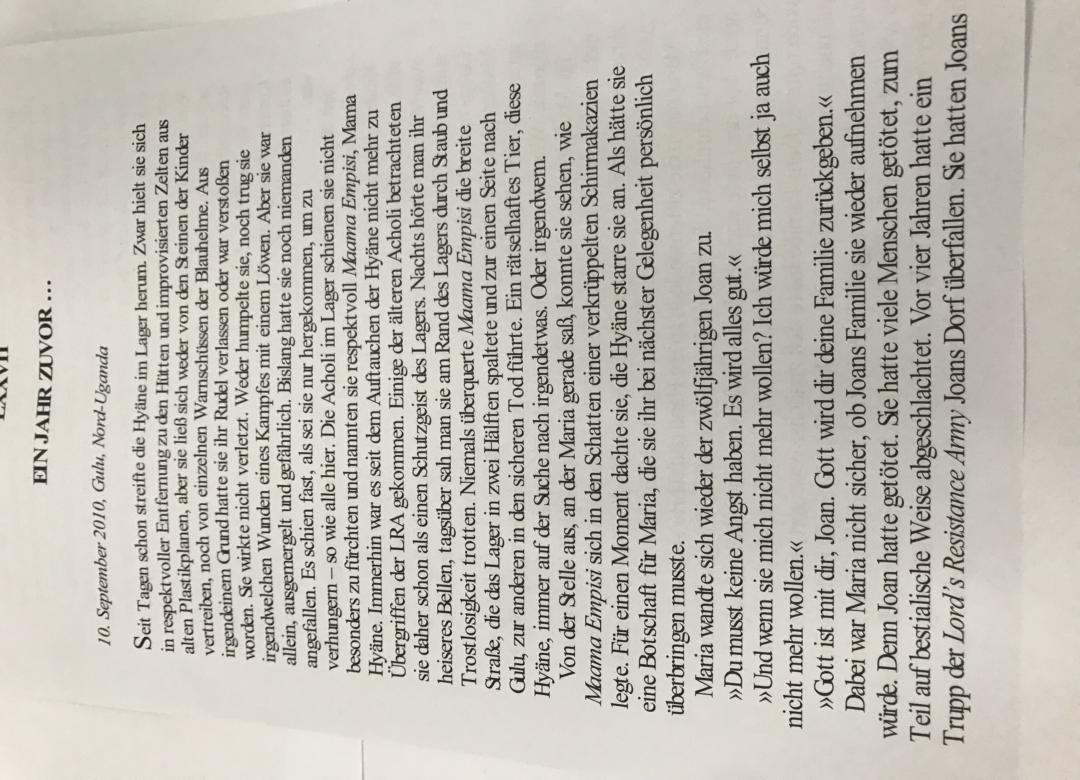 EIN JAHR ZUVOR ...
10. September 2010, Gulu, Nord-Uganda
Seit Tagen schon streifte die Hyäne im Lager herum. Zwar hielt sie sich
in respektvoller Entfernung zu den Hütten und improvisierten Zelten aus
alten Plastikplanen, aber sie ließ sich weder von den Steinen der Kinder
vertreiben, noch von einzelnen Warnschüssen der Blauhelme. Aus
irgendeinem Grund hatte sie ihr Rudel verlassen oder war verstoßen
worden. Sie wirkte nicht verletzt. Weder humpelte sie, noch trug sie
irgendwelchen Wunden eines Kampfes mit einem Löwen. Aber sie war
allein, ausgemergelt und gefährlich. Bislang hatte sie noch niemanden
angefallen. Es schien fast, als sei sie nur hergekommen, um zu
verhungern – so wie alle hier. Die Acholi im Lager schienen sie nicht
besonders zu fürchten und nannten sie respektvoll Maama Empisi, Mama
Hyäne. Immerhin war es seit dem Auftauchen der Hyäne nicht mehr zu
Übergriffen der LRA gekommen. Einige der älteren Acholi betrachteten
sie daher schon als einen Schutzgeist des Lagers. Nachts hörte man ihr
heiseres Bellen, tagsüber sah man sie am Rand des Lagers durch Staub und
Trostlosigkeit trotten. Niemals überquerte Maama Empisi die breite
Straße, die das Lager in zwei Hälften spaltete und zur einen Seite nach
Gulu, zur anderen in den sicheren Tod führte. Ein rätselhaftes Tier, diese
Hyäne, immer auf der Suche nach irgendetwas. Oder irgendwem.
Von der Stelle aus, an der Maria gerade saß, konnte sie sehen, wie
Maama Empisi sich in den Schatten einer verkrüppelten Schirmakazien
legte. Für einen Moment dachte sie, die Hyäne starre sie an. Als hätte sie
eine Botschaft für Maria, die sie ihr bei nächster Gelegenheit persönlich
überbringen musste.
Maria wandte sich wieder der zwölfjährigen Joan zu.
»Du musst keine Angst haben. Es wird alles gut.«
»Und wenn sie mich nicht mehr wollen? Ich würde mich selbst ja auch
nicht mehr wollen.«
»Gott ist mit dir, Joan. Gott wird dir deine Familie zurückgeben.«
Dabei war Maria nicht sicher, ob Joans Familie sie wieder aufnehmen
würde. Denn Joan hatte getötet. Sie hatte viele Menschen getötet, zum
Teil auf bestialische Weise abgeschlachtet. Vor vier Jahren hatte ein
Trupp der Lord's Resistance Army Joans Dorf überfallen. Sie hatten Joans